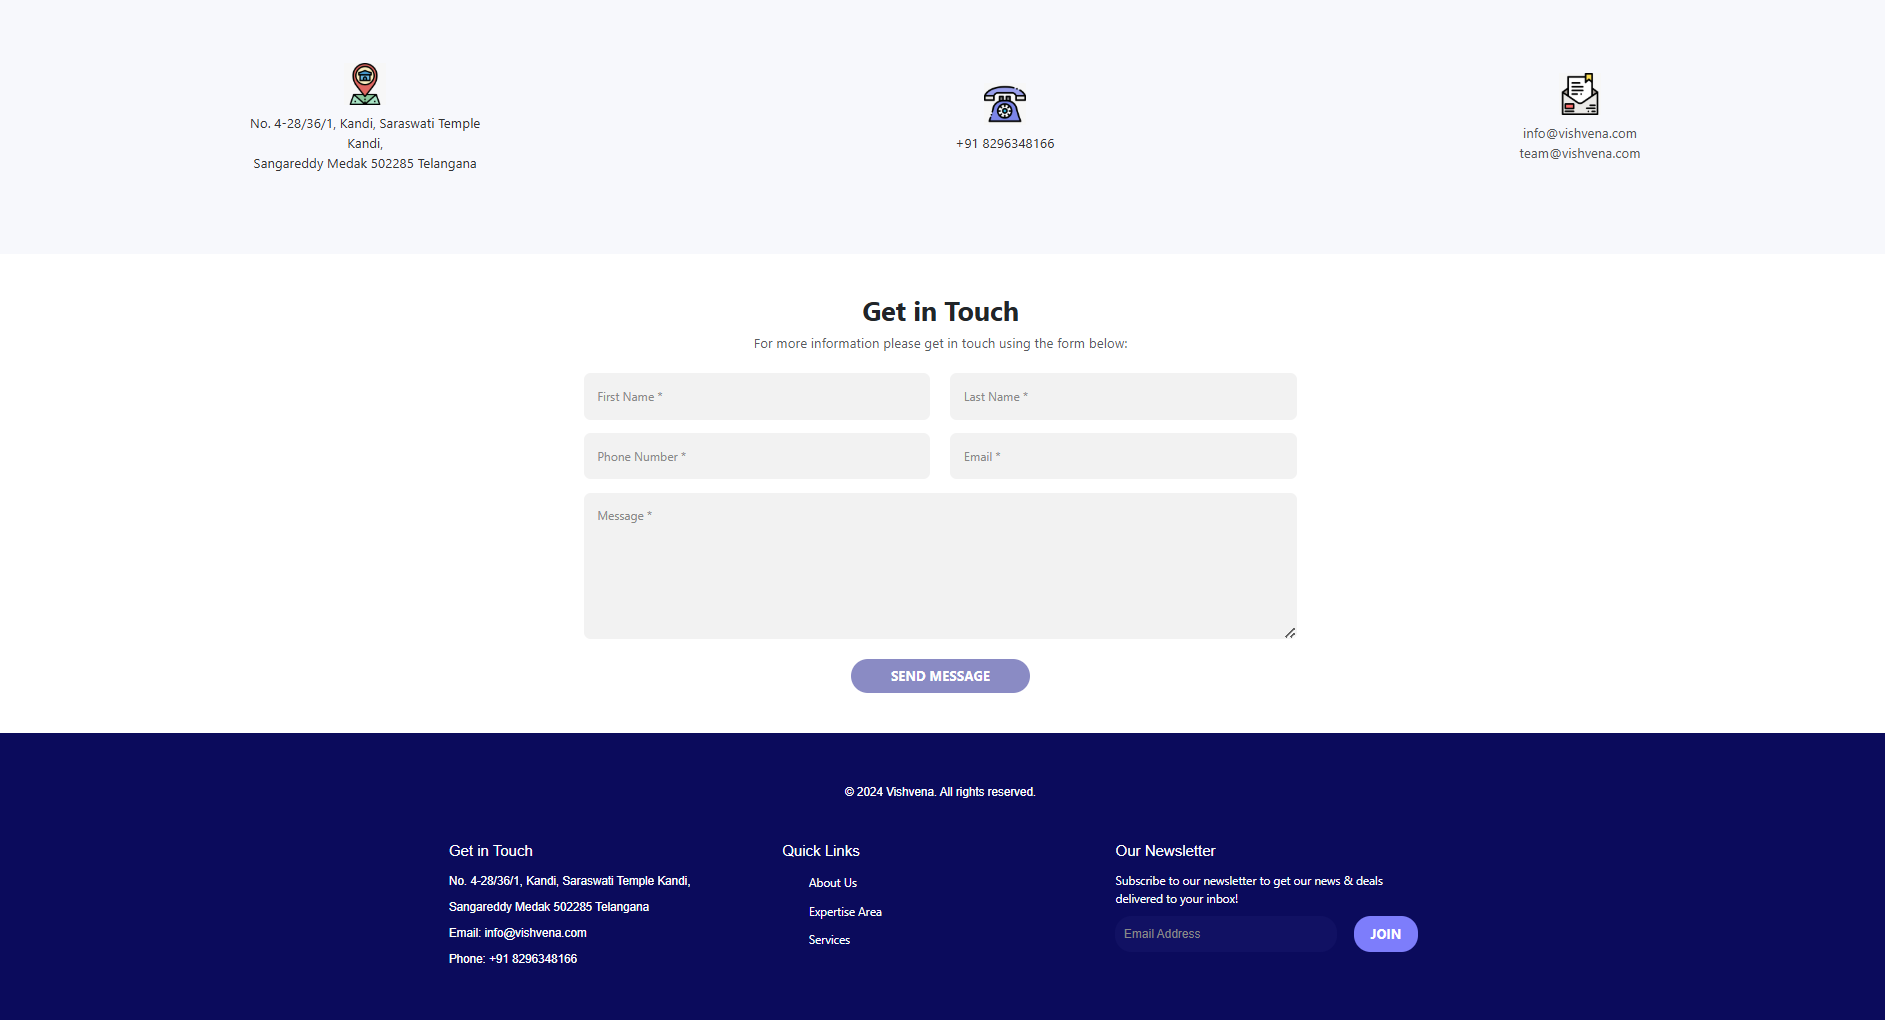 No. 4-28/36/1, Kandi, Saraswati Temple
Kandi,
Sangareddy Medak 502285 Telangana
+91 8296348166
info@vishvena.com
team@vishvena.com
Get in Touch
For more information please get in touch using the form below:
First Name *
Last Name *
Phone Number *
Email *
Message *
SEND MESSAGE
© 2024 Vishvena. All rights reserved.
Get in Touch
No. 4-28/36/1, Kandi, Saraswati Temple Kandi,
Sangareddy Medak 502285 Telangana
Email: info@vishvena.com
Phone: +91 8296348166
Quick Links
About Us
Expertise Area
Services
Our Newsletter
Subscribe to our newsletter to get our news & deals
delivered to your inbox!
Email Address
JOIN